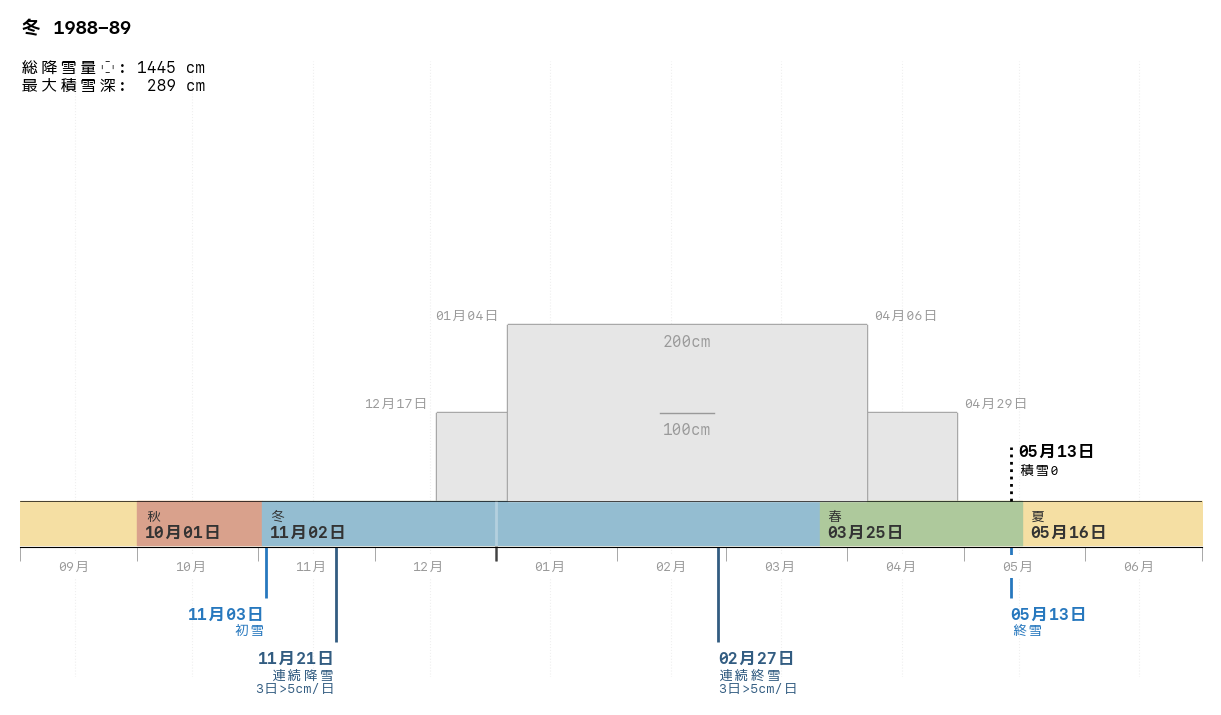 冬 1988–89
総降雪量: 1445 cm
最大積雪深: 289 cm
01月04日
04月06日
200cm
12月17日
04月29日
100cm
05月13日
積雪0
秋
10月01日
冬
11月02日
春
03月25日
夏
05月16日
09月
10月
11月
12月
01月
02月
03月
04月
05月
06月
11月03日
初雪
05月13日
終雪
11月21日
連続降雪
3日>5cm/日
02月27日
連続終雪
3日>5cm/日